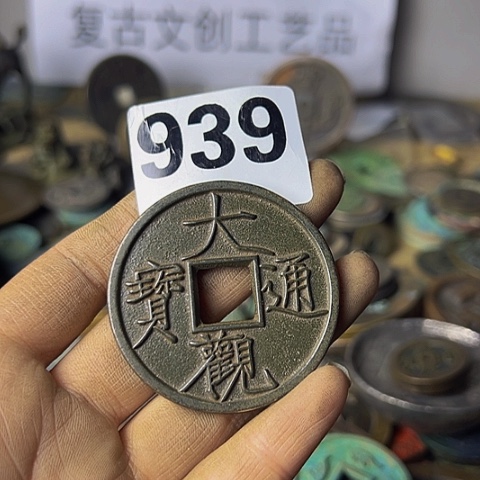 复古文创工艺品
939
大
寶 通
觀